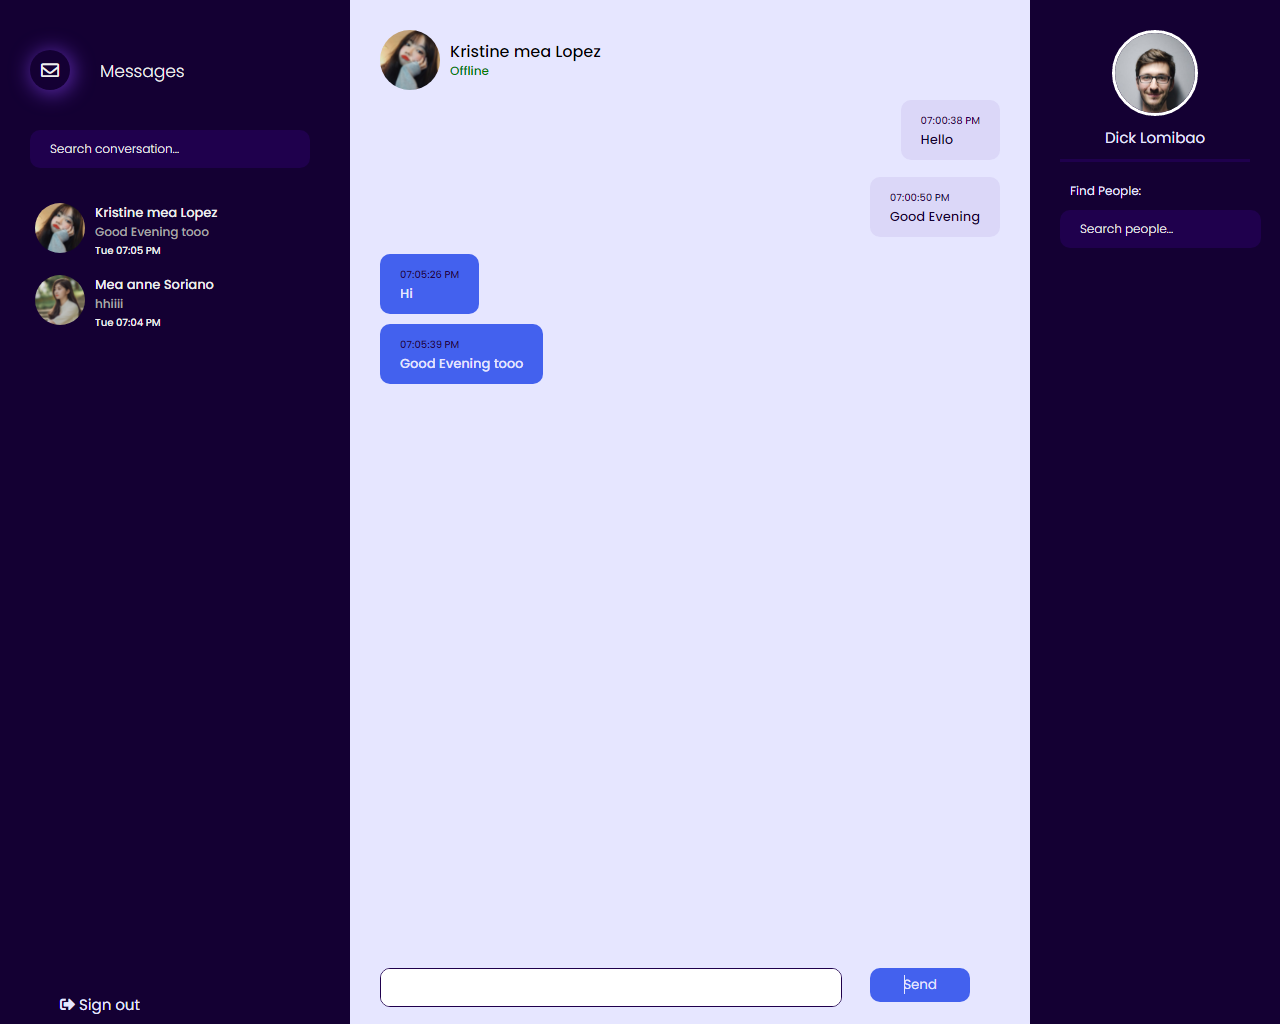 Messages
Search conversation...
Kristine mea Lopez
Good Evening tooo
Tue 07:05 PM
Mea anne Soriano
hhiiii
Tue 07:04 PM
Sign out
Kristine mea Lopez
Offline
07:00:38 PM
Hello
07:00:50 PM
Good Evening
07:05:26 PM
Hi
07:05:39 PM
Good Evening tooo
Send
Dick Lomibao
Find People:
Search people...